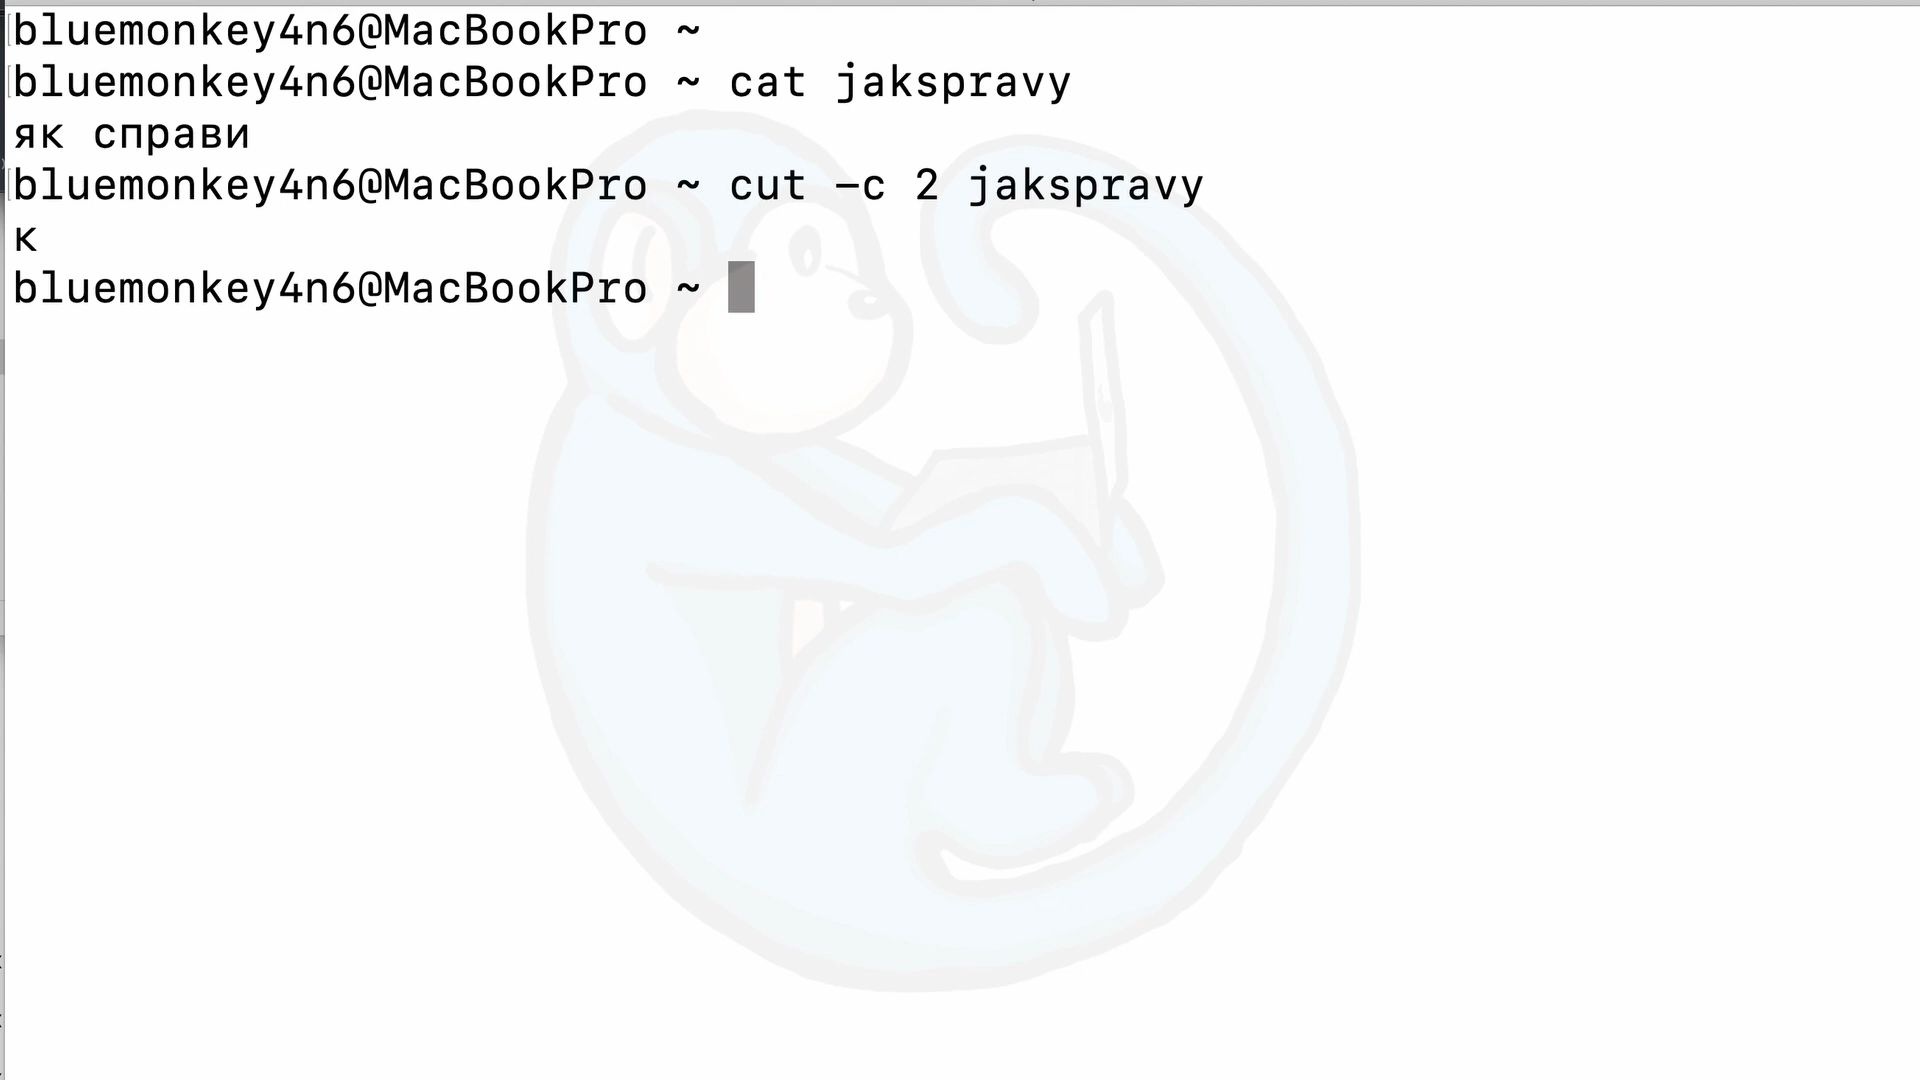 bluemonkey4n6@MacBookPro ~
bluemonkey4n6@MacBookPro ~ cat jakspravy
як справи
bluemonkey4n6@MacBookPro ~ cut -c 2 jakspravy
к
bluemonkey4n6@MacBookPro ~